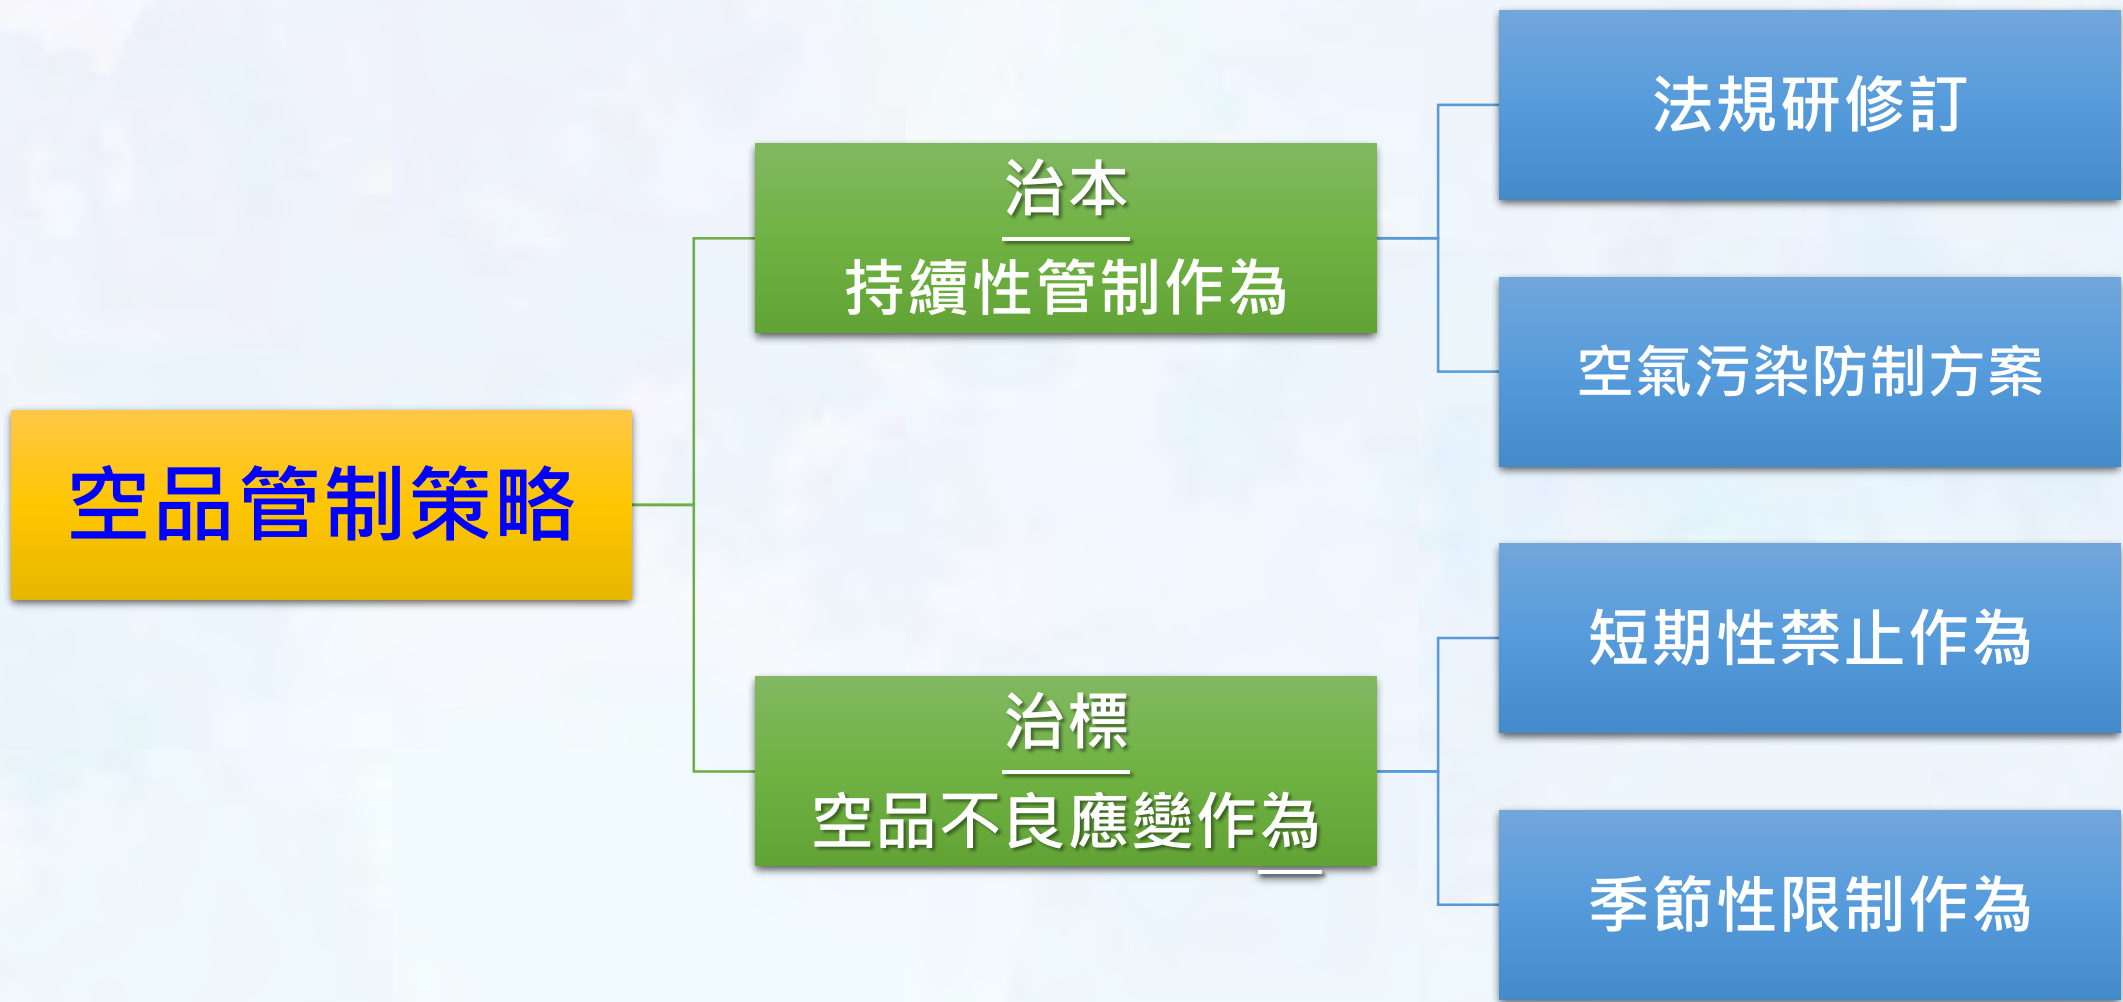 空品管制策略
治本
持續性管制作為
法規研修訂
空氣污染防制方案
治標
空品不良應變作為
短期性禁止作為
季節性限制作為